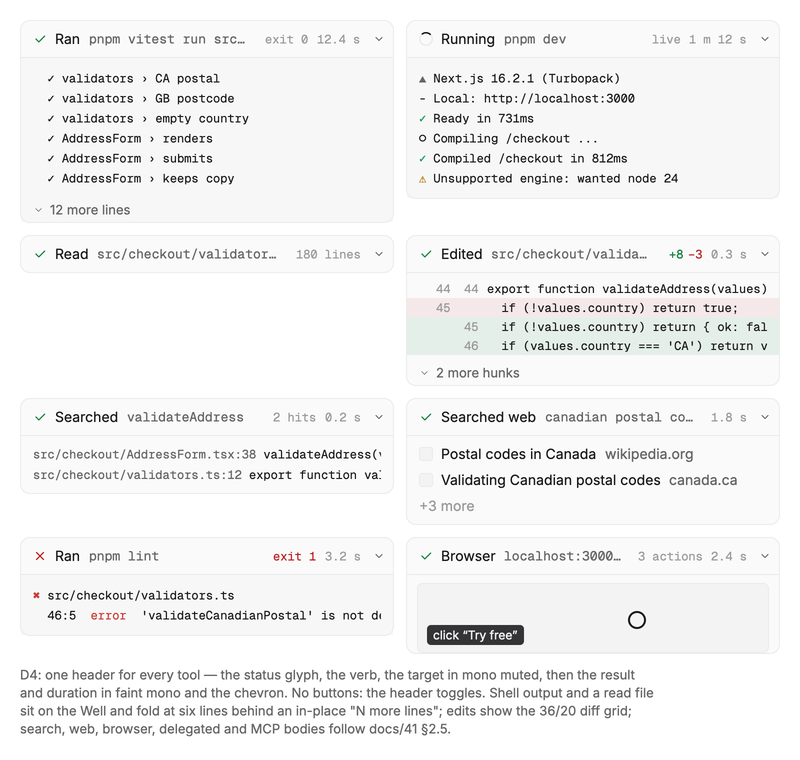 ✓ Ran pnpm vitest run src… exit 0 12.4 s
✓ validators › CA postal
✓ validators › GB postcode
✓ validators › empty country
✓ AddressForm › renders
✓ AddressForm › submits
✓ AddressForm › keeps copy
12 more lines
Running pnpm dev live 1 m 12 s
▲ Next.js 16.2.1 (Turbopack)
- Local: http://localhost:3000
✓ Ready in 731ms
○ Compiling /checkout ...
✓ Compiled /checkout in 812ms
⚠ Unsupported engine: wanted node 24
✓ Read src/checkout/validator… 180 lines
✓ Edited src/checkout/valida… +8 −3 0.3 s
44 44 export function validateAddress(values)
45 if (!values.country) return true;
45 if (!values.country) return { ok: fal
46 if (values.country === 'CA') return v
2 more hunks
✓ Searched validateAddress 2 hits 0.2 s
src/checkout/AddressForm.tsx:38 validateAddress(v
src/checkout/validators.ts:12 export function val
✓ Searched web canadian postal co… 1.8 s
Postal codes in Canada wikipedia.org
Validating Canadian postal codes canada.ca
+3 more
✕ Ran pnpm lint exit 1 3.2 s
✖ src/checkout/validators.ts
46:5 error 'validateCanadianPostal' is not de
✓ Browser localhost:3000… 3 actions 2.4 s
click “Try free”
D4: one header for every tool — the status glyph, the verb, the target in mono muted, then the result
and duration in faint mono and the chevron. No buttons: the header toggles. Shell output and a read file
sit on the Well and fold at six lines behind an in-place "N more lines"; edits show the 36/20 diff grid;
search, web, browser, delegated and MCP bodies follow docs/41 §2.5.